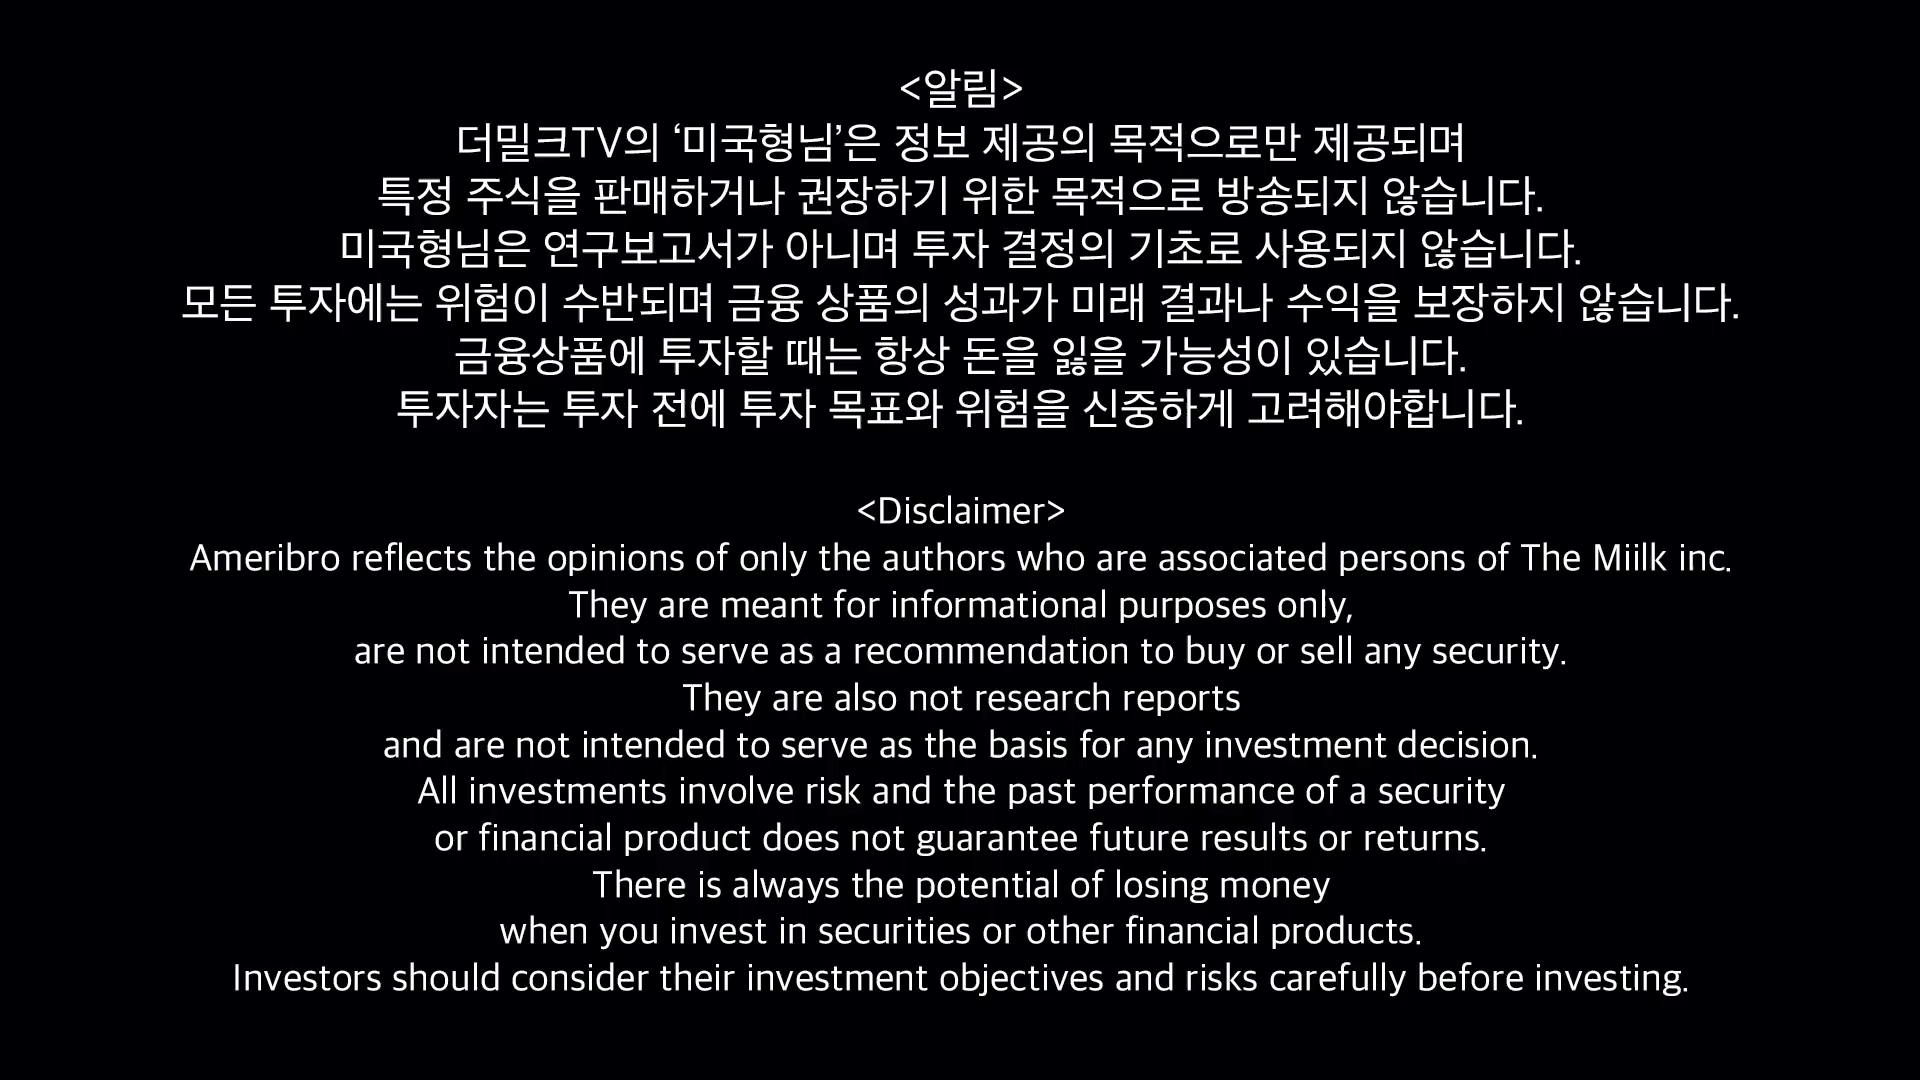 <알림>
더밀크TV의 ‘미국형님’은 정보 제공의 목적으로만 제공되며
특정 주식을 판매하거나 권장하기 위한 목적으로 방송되지 않습니다.
미국형님은 연구보고서가 아니며 투자 결정의 기초로 사용되지 않습니다.
모든 투자에는 위험이 수반되며 금융 상품의 성과가 미래 결과나 수익을 보장하지 않습니다.
금융상품에 투자할 때는 항상 돈을 잃을 가능성이 있습니다.
투자자는 투자 전에 투자 목표와 위험을 신중하게 고려해야합니다.
<Disclaimer>
Ameribro reflects the opinions of only the authors who are associated persons of The Miilk inc.
They are meant for informational purposes only,
are not intended to serve as a recommendation to buy or sell any security.
They are also not research reports
and are not intended to serve as the basis for any investment decision.
All investments involve risk and the past performance of a security
or financial product does not guarantee future results or returns.
There is always the potential of losing money
when you invest in securities or other financial products.
Investors should consider their investment objectives and risks carefully before investing.